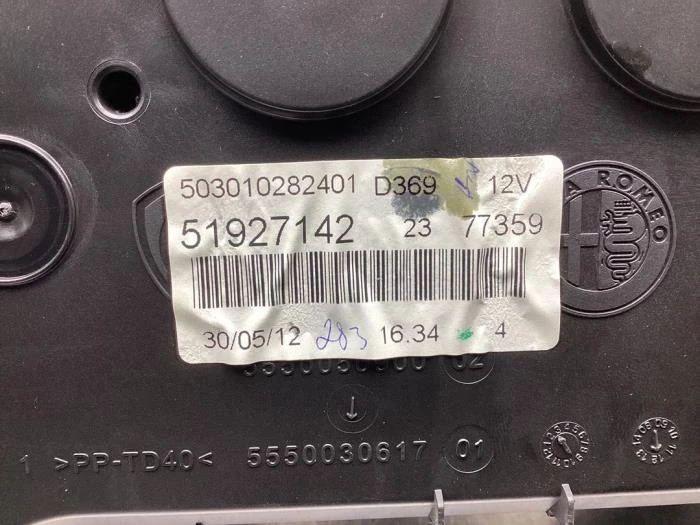 503010282401 D369 12V
51927142 23 77359
A ROMEO
30/05/12 283 16.34 4
02
1 >PP-TD40< 5550030617 01